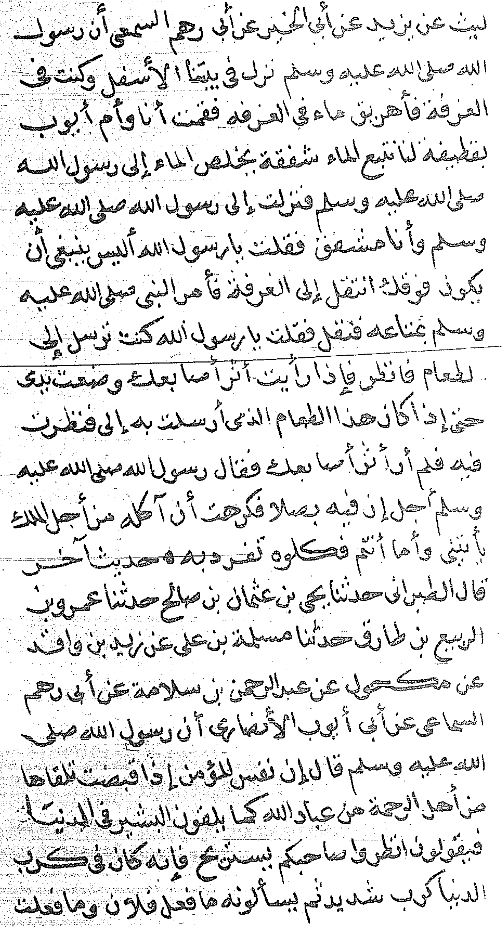 ليث عن يزيد عن أبي الخير عن أبي رهم السمعي أن رسول
الله صلى الله عليه وسلم نزل في بيتنا الأسفل وكنت في
الغرفة فأهريق ماء في الغرفة فقمت أنا وأم أيوب
بقطيفة لنا نتبع الماء شفقة يخلص الماء إلى رسول الله
صلى الله عليه وسلم فنزلت إلى رسول الله صلى الله عليه
وسلم وأنا مشفق فقلت يا رسول الله أليس ينبغي أن
يكون فوقك انتقل إلى الغرفة فأمر النبي صلى الله عليه
وسلم بمتاعه فنقل فقلت يا رسول الله كنت ترسل إلي
لطعام فانظر فإذا رأيت أثر أصابعك وضعت يدي
حتى إذا كان هذا الطعام الذي أرسلت به إلي فنظرت
فيه فلم أر أثر أصابعك فقال رسول الله صلى الله عليه
وسلم أجل إن فيه بصلا فكرهت أن آكله من أجل الملك
يأتيني وأما أنتم فكلوه تفرد به ه حديث آخر
قال الطبراني حدثنا يحيى بن عثمان بن صالح حدثنا عمرو بن
الربيع بن طارق حدثنا مسلمة بن علي عن زيد بن واقد
عن مكحول عن عبد الرحمن بن سلامة عن أبي رهم
السماعي عن أبي أيوب الأنصاري أن رسول الله صلى
الله عليه وسلم قال إن نفس المؤمن إذا قبضت تلقاها
من أهل الرحمة من عباد الله كما يلقون البشير في الدنيا
فيقولون انظروا صاحبكم يستريح فإنه كان في كرب
الدنيا كرب شديد ثم يسألونه ما فعل فلان وما فعلت